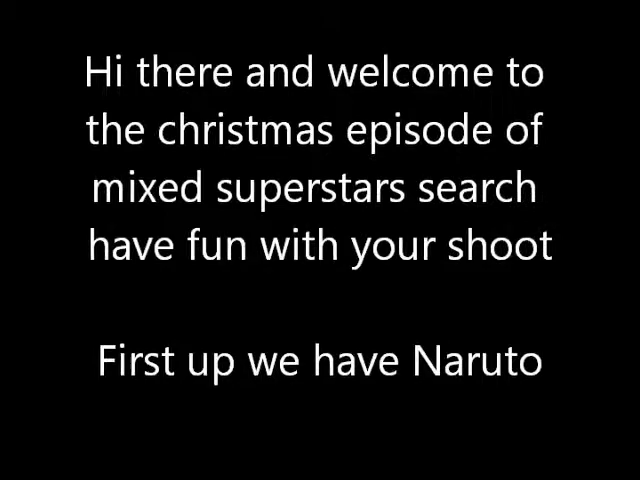 Hi there and welcome to
the christmas episode of
mixed superstars search
have fun with your shoot
First up we have Naruto